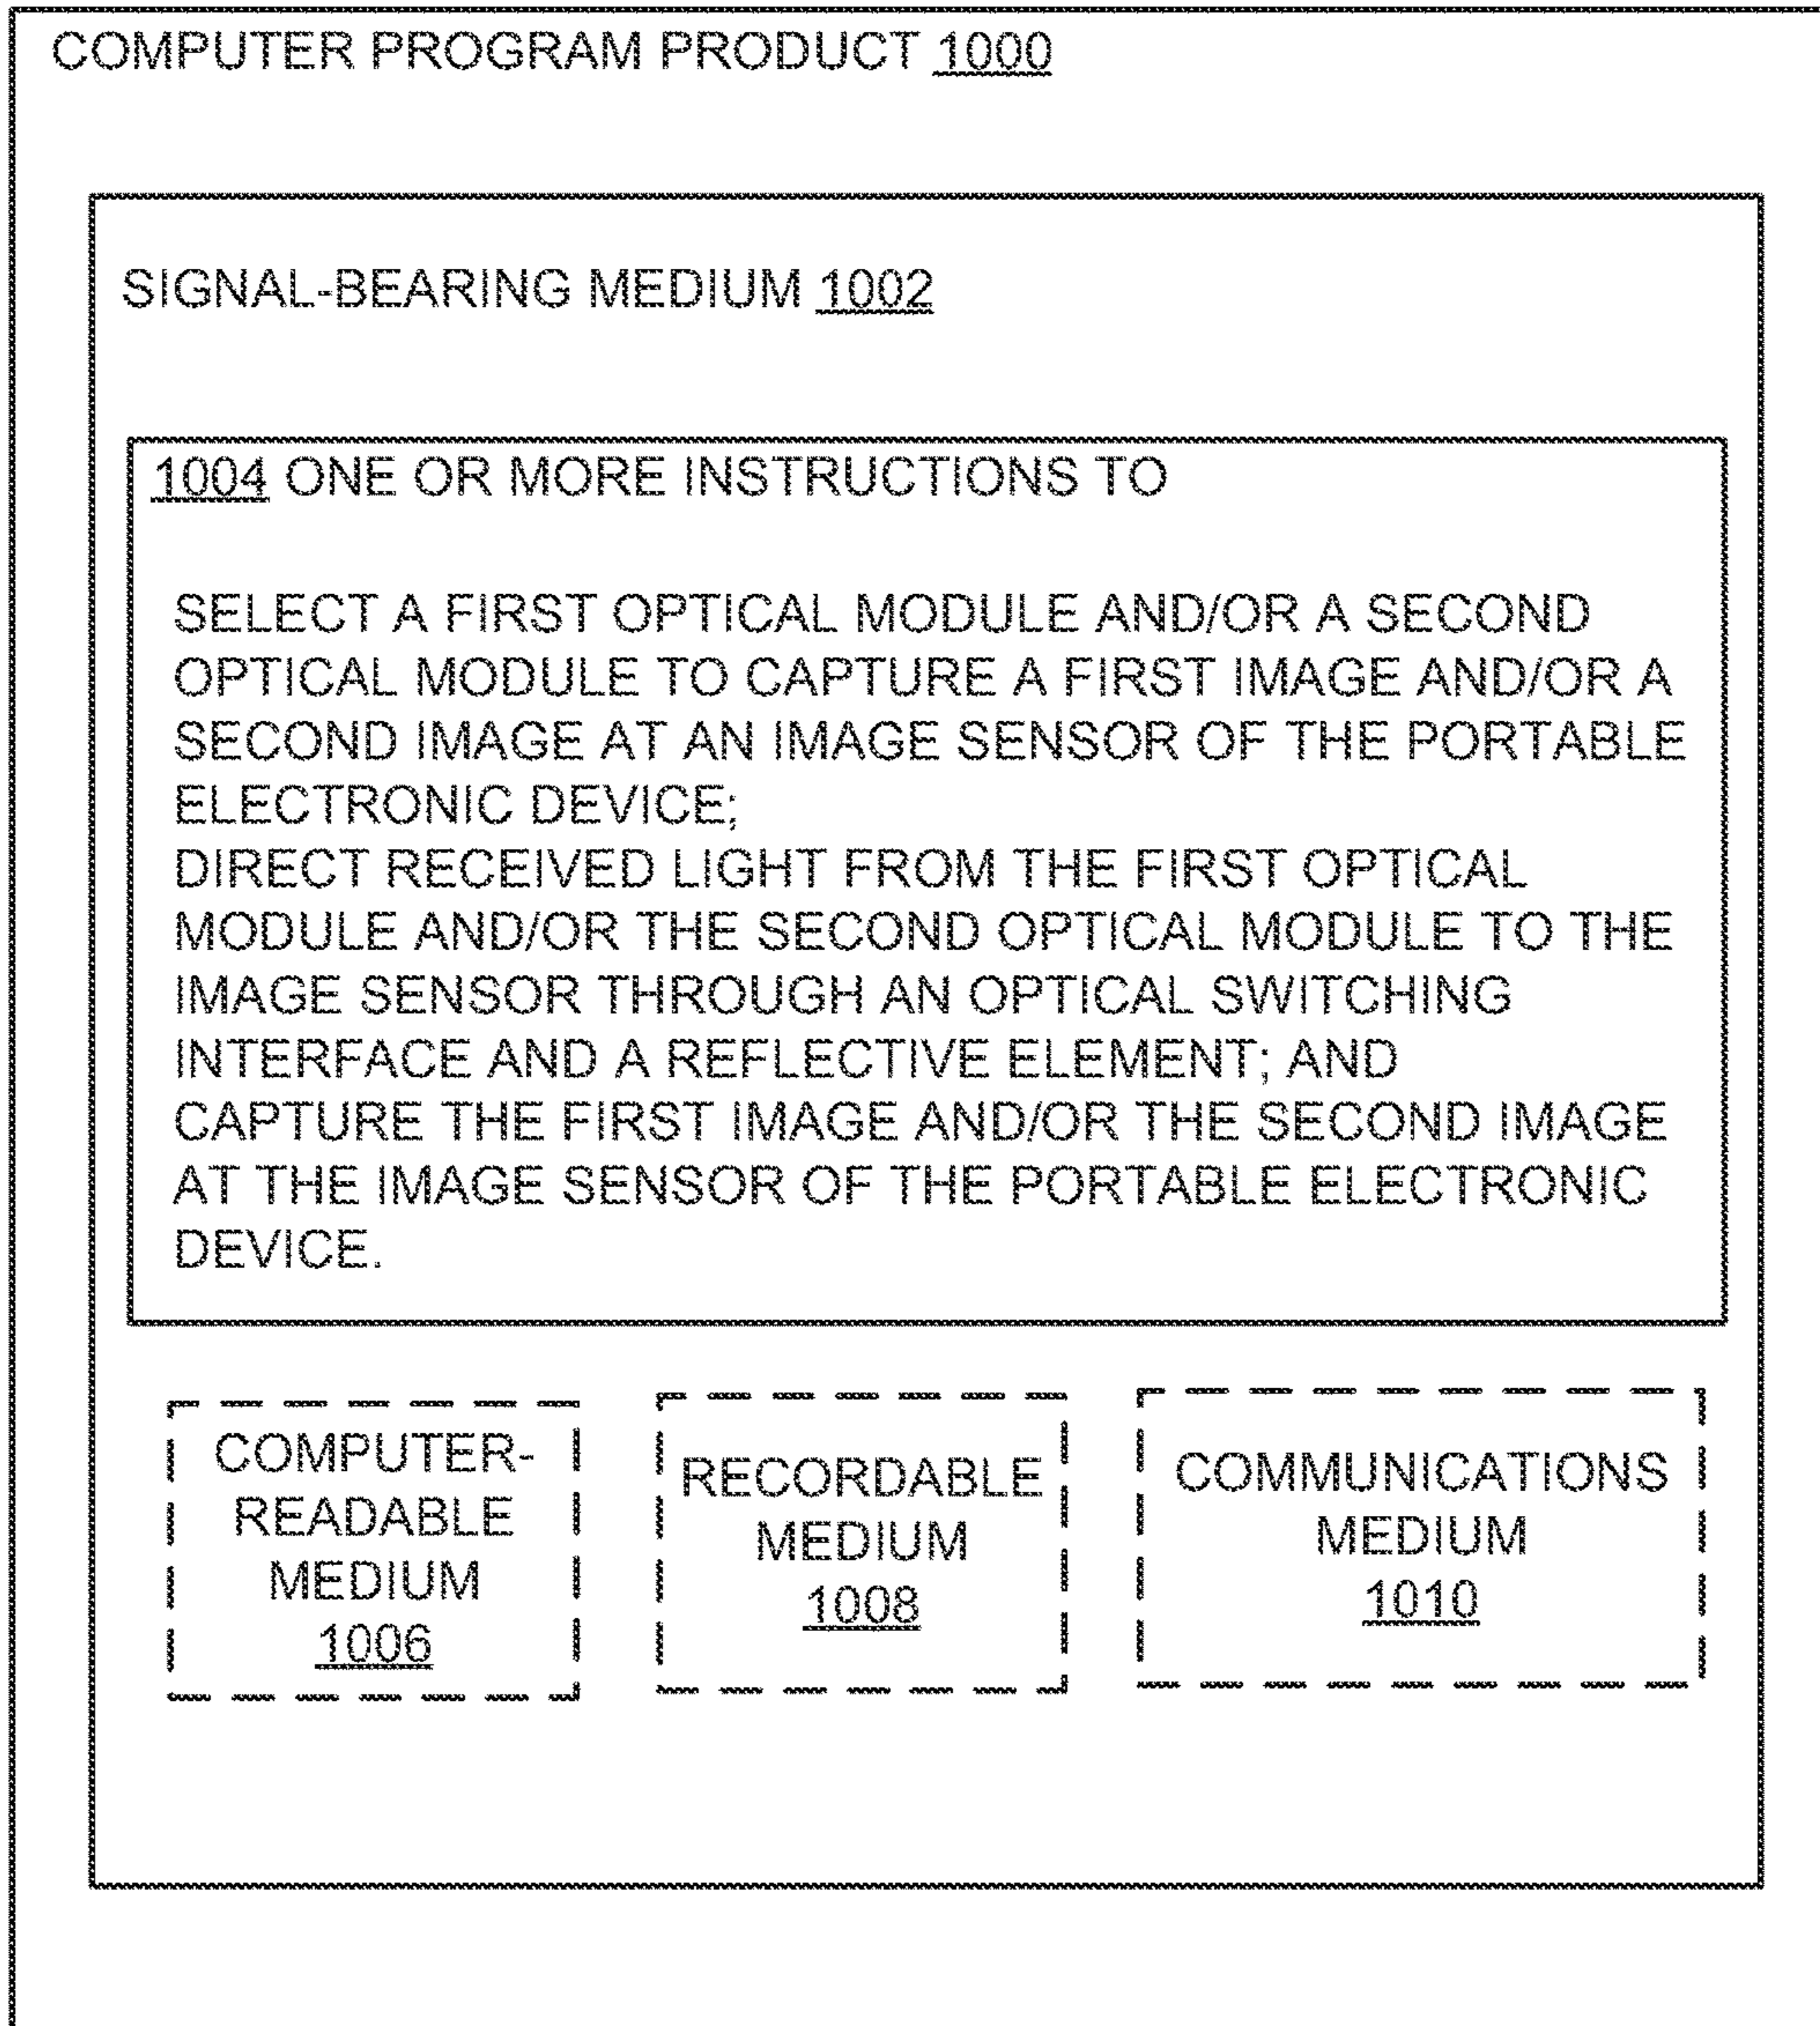 COMPUTER PROGRAM PRODUCT 1000
SIGNAL-BEARING MEDIUM 1002
1004 ONE OR MORE INSTRUCTIONS TO
SELECT A FIRST OPTICAL MODULE AND/OR A SECOND
OPTICAL MODULE TO CAPTURE A FIRST IMAGE AND/OR A
SECOND IMAGE AT AN IMAGE SENSOR OF THE PORTABLE
ELECTRONIC DEVICE;
DIRECT RECEIVED LIGHT FROM THE FIRST OPTICAL
MODULE AND/OR THE SECOND OPTICAL MODULE TO THE
IMAGE SENSOR THROUGH AN OPTICAL SWITCHING
INTERFACE AND A REFLECTIVE ELEMENT; AND
CAPTURE THE FIRST IMAGE AND/OR THE SECOND IMAGE
AT THE IMAGE SENSOR OF THE PORTABLE ELECTRONIC
DEVICE.
COMPUTER-
READABLE
MEDIUM
1006
RECORDABLE
MEDIUM
1008
COMMUNICATIONS
MEDIUM
1010